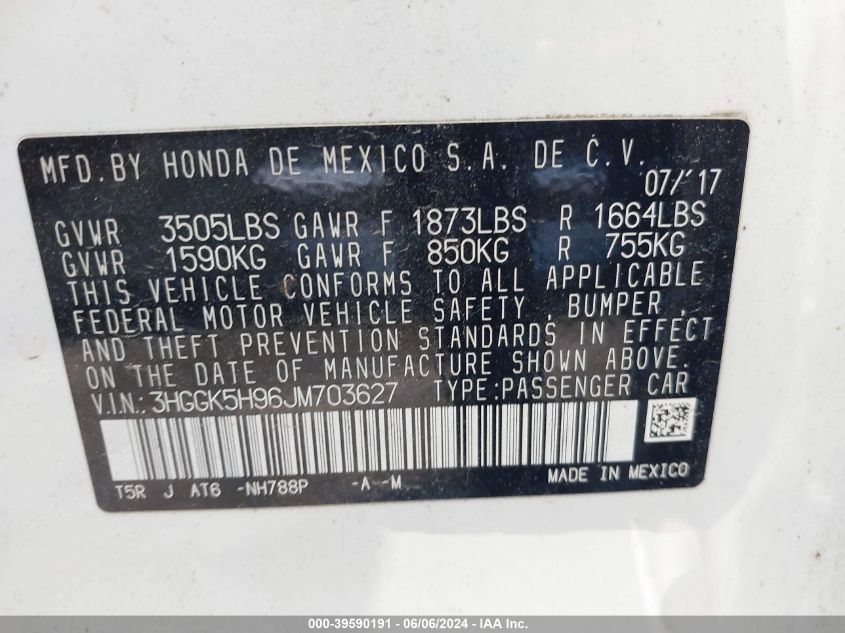 MFD. BY HONDA DE MEXICO S.A. DE C.V.
07/'17
GVWR 3505LBS GAWR F 1873LBS R 1664LBS
GVWR 1590KG GAWR F 850KG R 755KG
THIS VEHICLE CONFORMS TO ALL APPLICABLE
FEDERAL MOTOR VEHICLE SAFETY, BUMPER,
AND THEFT PREVENTION STANDARDS IN EFFECT
ON THE DATE OF MANUFACTURE SHOWN ABOVE.
V.I.N.: 3HGGK5H96JM703627 TYPE:PASSENGER CAR
T5R J AT6 -NH788P -A -M MADE IN MEXICO
000-39590191 - 06/06/2024 - IAA Inc.